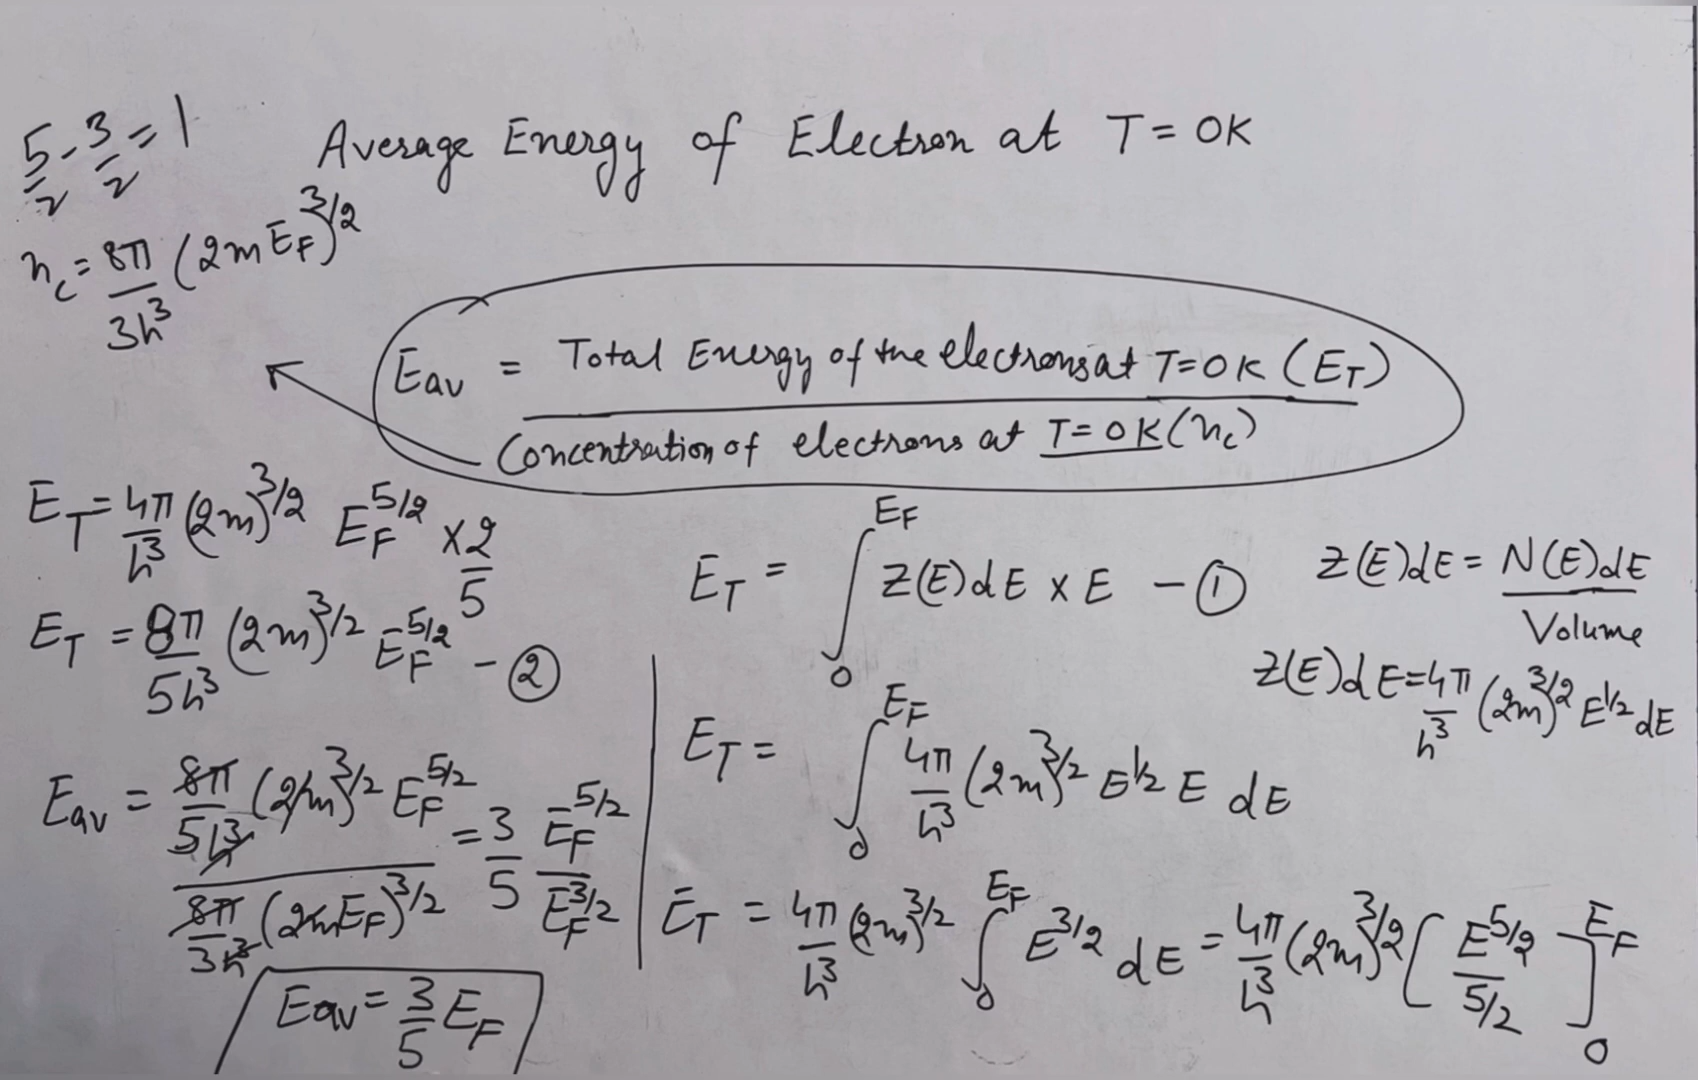 Average Energy of Electron at T = 0K
5/2 - 3/2 = 1
n_c = 8π/3h³ (2mE_F)^3/2
E_av = Total Energy of the electrons at T=0K (E_T)
Concentration of electrons at T=0K (n_c)
E_T = ∫_0^E_F Z(E)dE × E - ①
Z(E)dE = N(E)dE / Volume
Z(E)dE = 4π/h³ (2m)^3/2 E^1/2 dE
E_T = ∫_0^E_F 4π/h³ (2m)^3/2 E^1/2 E dE
E_T = 4π/h³ (2m)^3/2 ∫_0^E_F E^3/2 dE = 4π/h³ (2m)^3/2 [ E^5/2 / 5/2 ]_0^E_F
E_T = 4π/h³ (2m)^3/2 E_F^5/2 × 2/5
E_T = 8π/5h³ (2m)^3/2 E_F^5/2 - ②
E_av = 8π/5h³ (2m)^3/2 E_F^5/2 / 8π/3h³ (2mE_F)^3/2 = 3/5 E_F^5/2 / E_F^3/2
E_av = 3/5 E_F